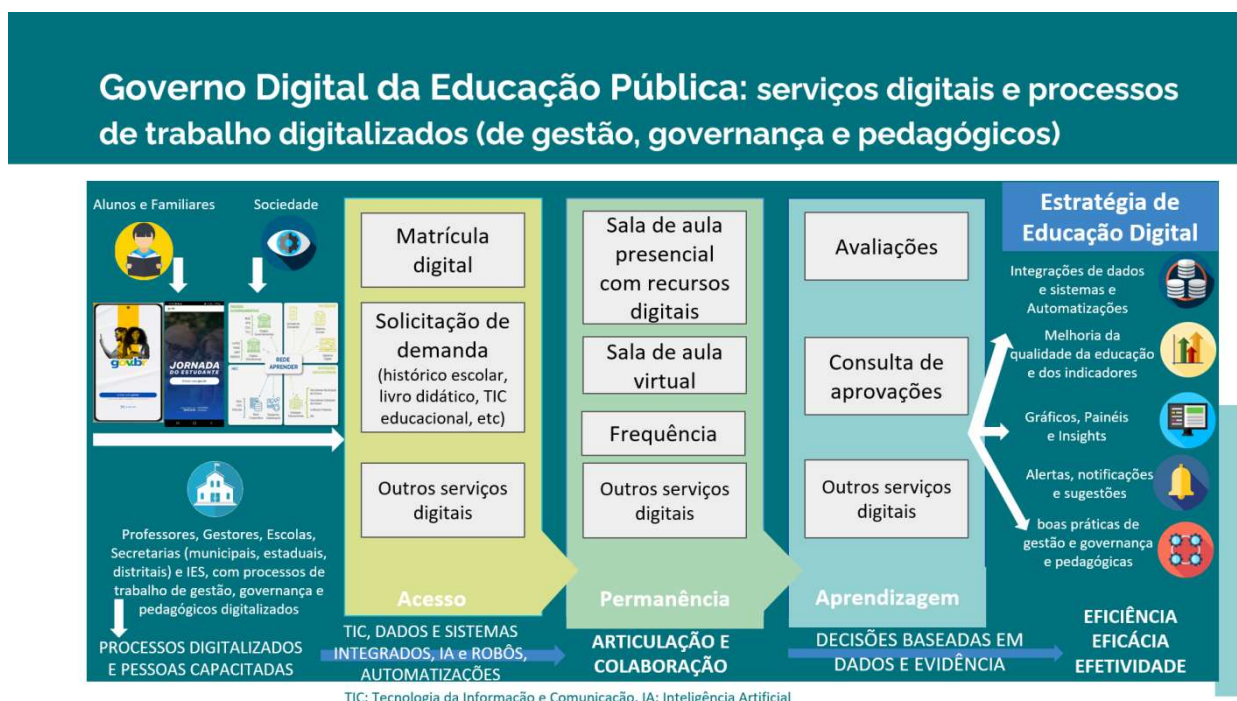 Governo Digital da Educação Pública: serviços digitais e processos
de trabalho digitalizados (de gestão, governança e pedagógicos)
Alunos e Familiares
Sociedade
gov.br
JORNADA
DO ESTUDANTE
REDE
APRENDER
Professores, Gestores, Escolas,
Secretarias (municipais, estaduais,
distritais) e IES, com processos de
trabalho de gestão, governança e
pedagógicos digitalizados
PROCESSOS DIGITALIZADOS
E PESSOAS CAPACITADAS
Matrícula
digital
Solicitação de
demanda
(histórico escolar,
livro didático, TIC
educacional, etc)
Outros serviços
digitais
Acesso
TIC, DADOS E SISTEMAS
INTEGRADOS, IA e ROBÔS,
AUTOMATIZAÇÕES
Sala de aula
presencial
com recursos
digitais
Sala de aula
virtual
Frequência
Outros serviços
digitais
Permanência
ARTICULAÇÃO E
COLABORAÇÃO
Avaliações
Consulta de
aprovações
Outros serviços
digitais
Aprendizagem
DECISÕES BASEADAS EM
DADOS E EVIDÊNCIA
Estratégia de
Educação Digital
Integrações de dados
e sistemas e
Automatizações
Melhoria da
qualidade da educação
e dos indicadores
Gráficos, Painéis
e Insights
Alertas, notificações
e sugestões
boas práticas de
gestão e governança
e pedagógicas
EFICIÊNCIA
EFICÁCIA
EFETIVIDADE
TIC: Tecnologia da Informação e Comunicação. IA: Inteligência Artificial